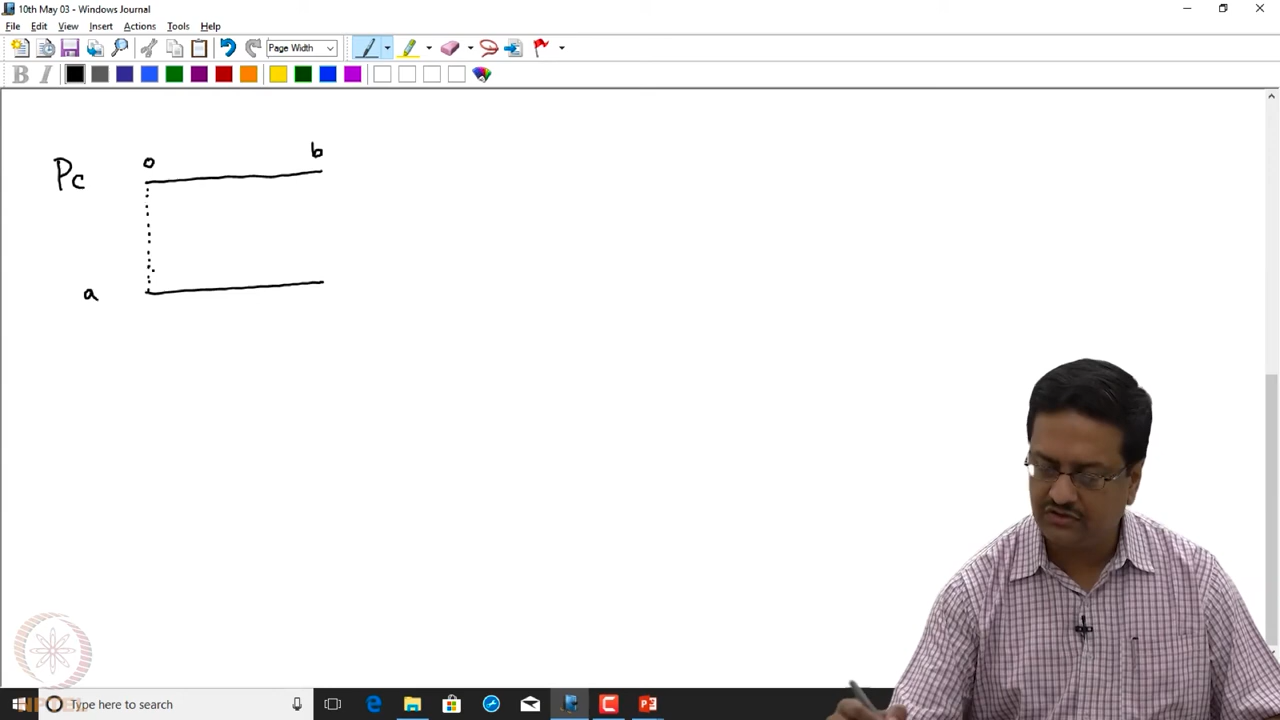 10th May 03 - Windows Journal
File Edit View Insert Actions Tools Help
Page Width
B I
o b
Pc
a
Type here to search